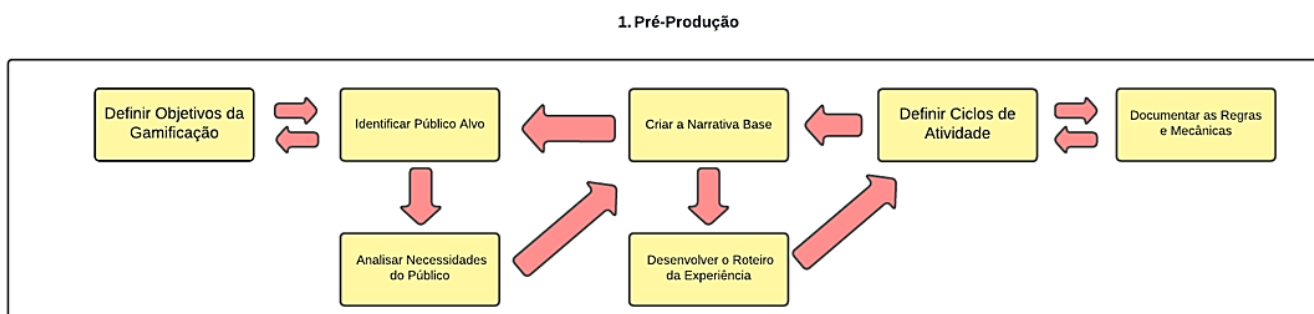 1. Pré-Produção
Definir Objetivos da
Gamificação
Identificar Público Alvo
Criar a Narrativa Base
Definir Ciclos de
Atividade
Documentar as Regras
e Mecânicas
Analisar Necessidades
do Público
Desenvolver o Roteiro
da Experiência